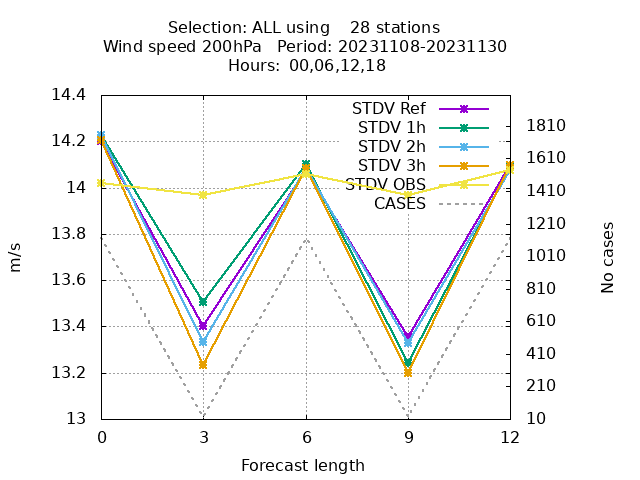 Selection: ALL using    28 stations
Wind speed 200hPa   Period: 20231108-20231130
Hours: 00,06,12,18
14.4
14.2
14
13.8
13.6
13.4
13.2
13
m/s
STDV Ref
STDV 1h
STDV 2h
STDV 3h
STDV OBS
CASES
1810
1610
1410
1210
1010
810
610
410
210
10
No cases
0
3
6
9
12
Forecast length